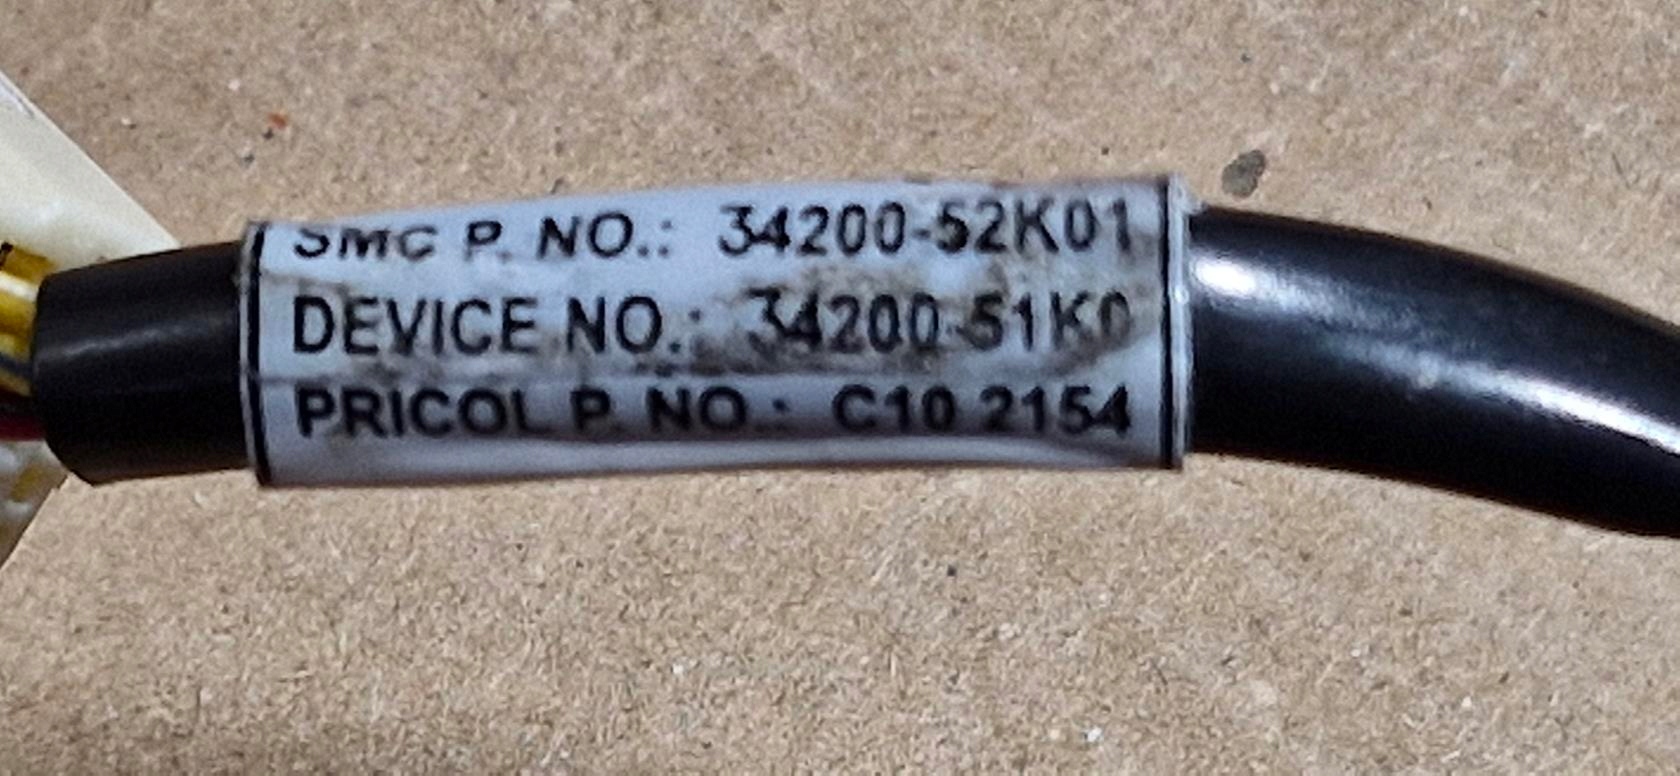 SMC P. NO.: 34200-52K01
DEVICE NO.: 34200-51K0
PRICOL P. NO.: C10 2154